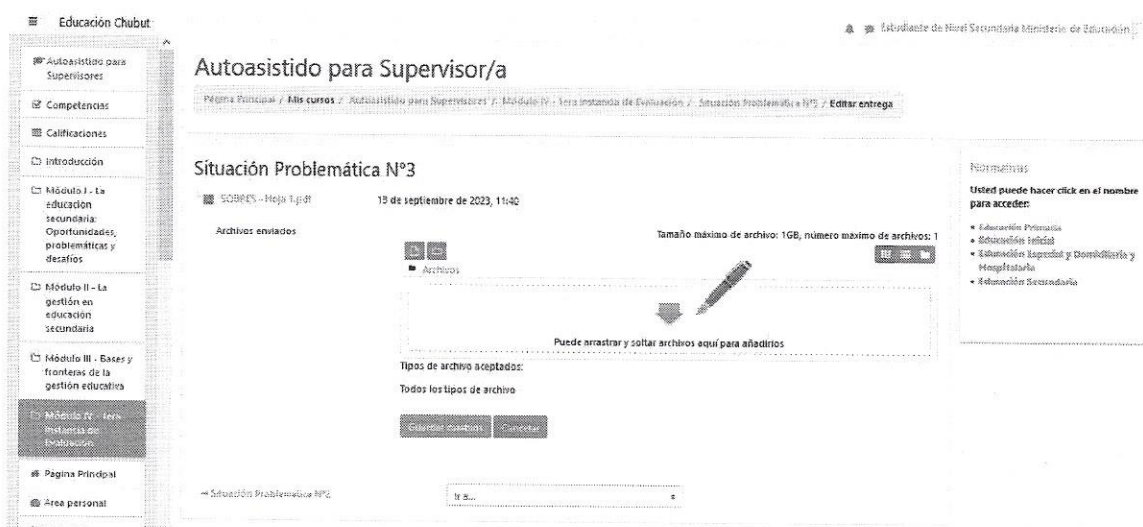 Educación Chubut
Estudiante de Nivel Secundaria Ministerio de Educación
Autoasistido para
Supervisores
Competencias
Calificaciones
Introducción
Módulo I - La
educación
secundaria:
Oportunidades,
problemáticas y
desafíos
Módulo II - La
gestión en
educación
secundaria
Módulo III - Bases y
fronteras de la
gestión educativa
Módulo IV - 1era
Instancia de
Evaluación
Página Principal
Área personal
Autoasistido para Supervisor/a
Página Principal / Mis cursos / Autoasistido para Supervisores / Módulo IV - 1era Instancia de Evaluación / Situación Problemática Nº3 / Editar entrega
Situación Problemática Nº3
SOBRES - Hoja 1.pdf
19 de septiembre de 2023, 11:40
Archivos enviados
Tamaño máximo de archivo: 1GB, número máximo de archivos: 1
Archivos
Puede arrastrar y soltar archivos aquí para añadirlos
Tipos de archivo aceptados:
Todos los tipos de archivo
Guardar cambios
Cancelar
Situación Problemática Nº2
Ir a...
Normativas
Usted puede hacer click en el nombre
para acceder:
Educación Primaria
Educación Inicial
Educación Especial y Domiciliaria y
Hospitalaria
Educación Secundaria